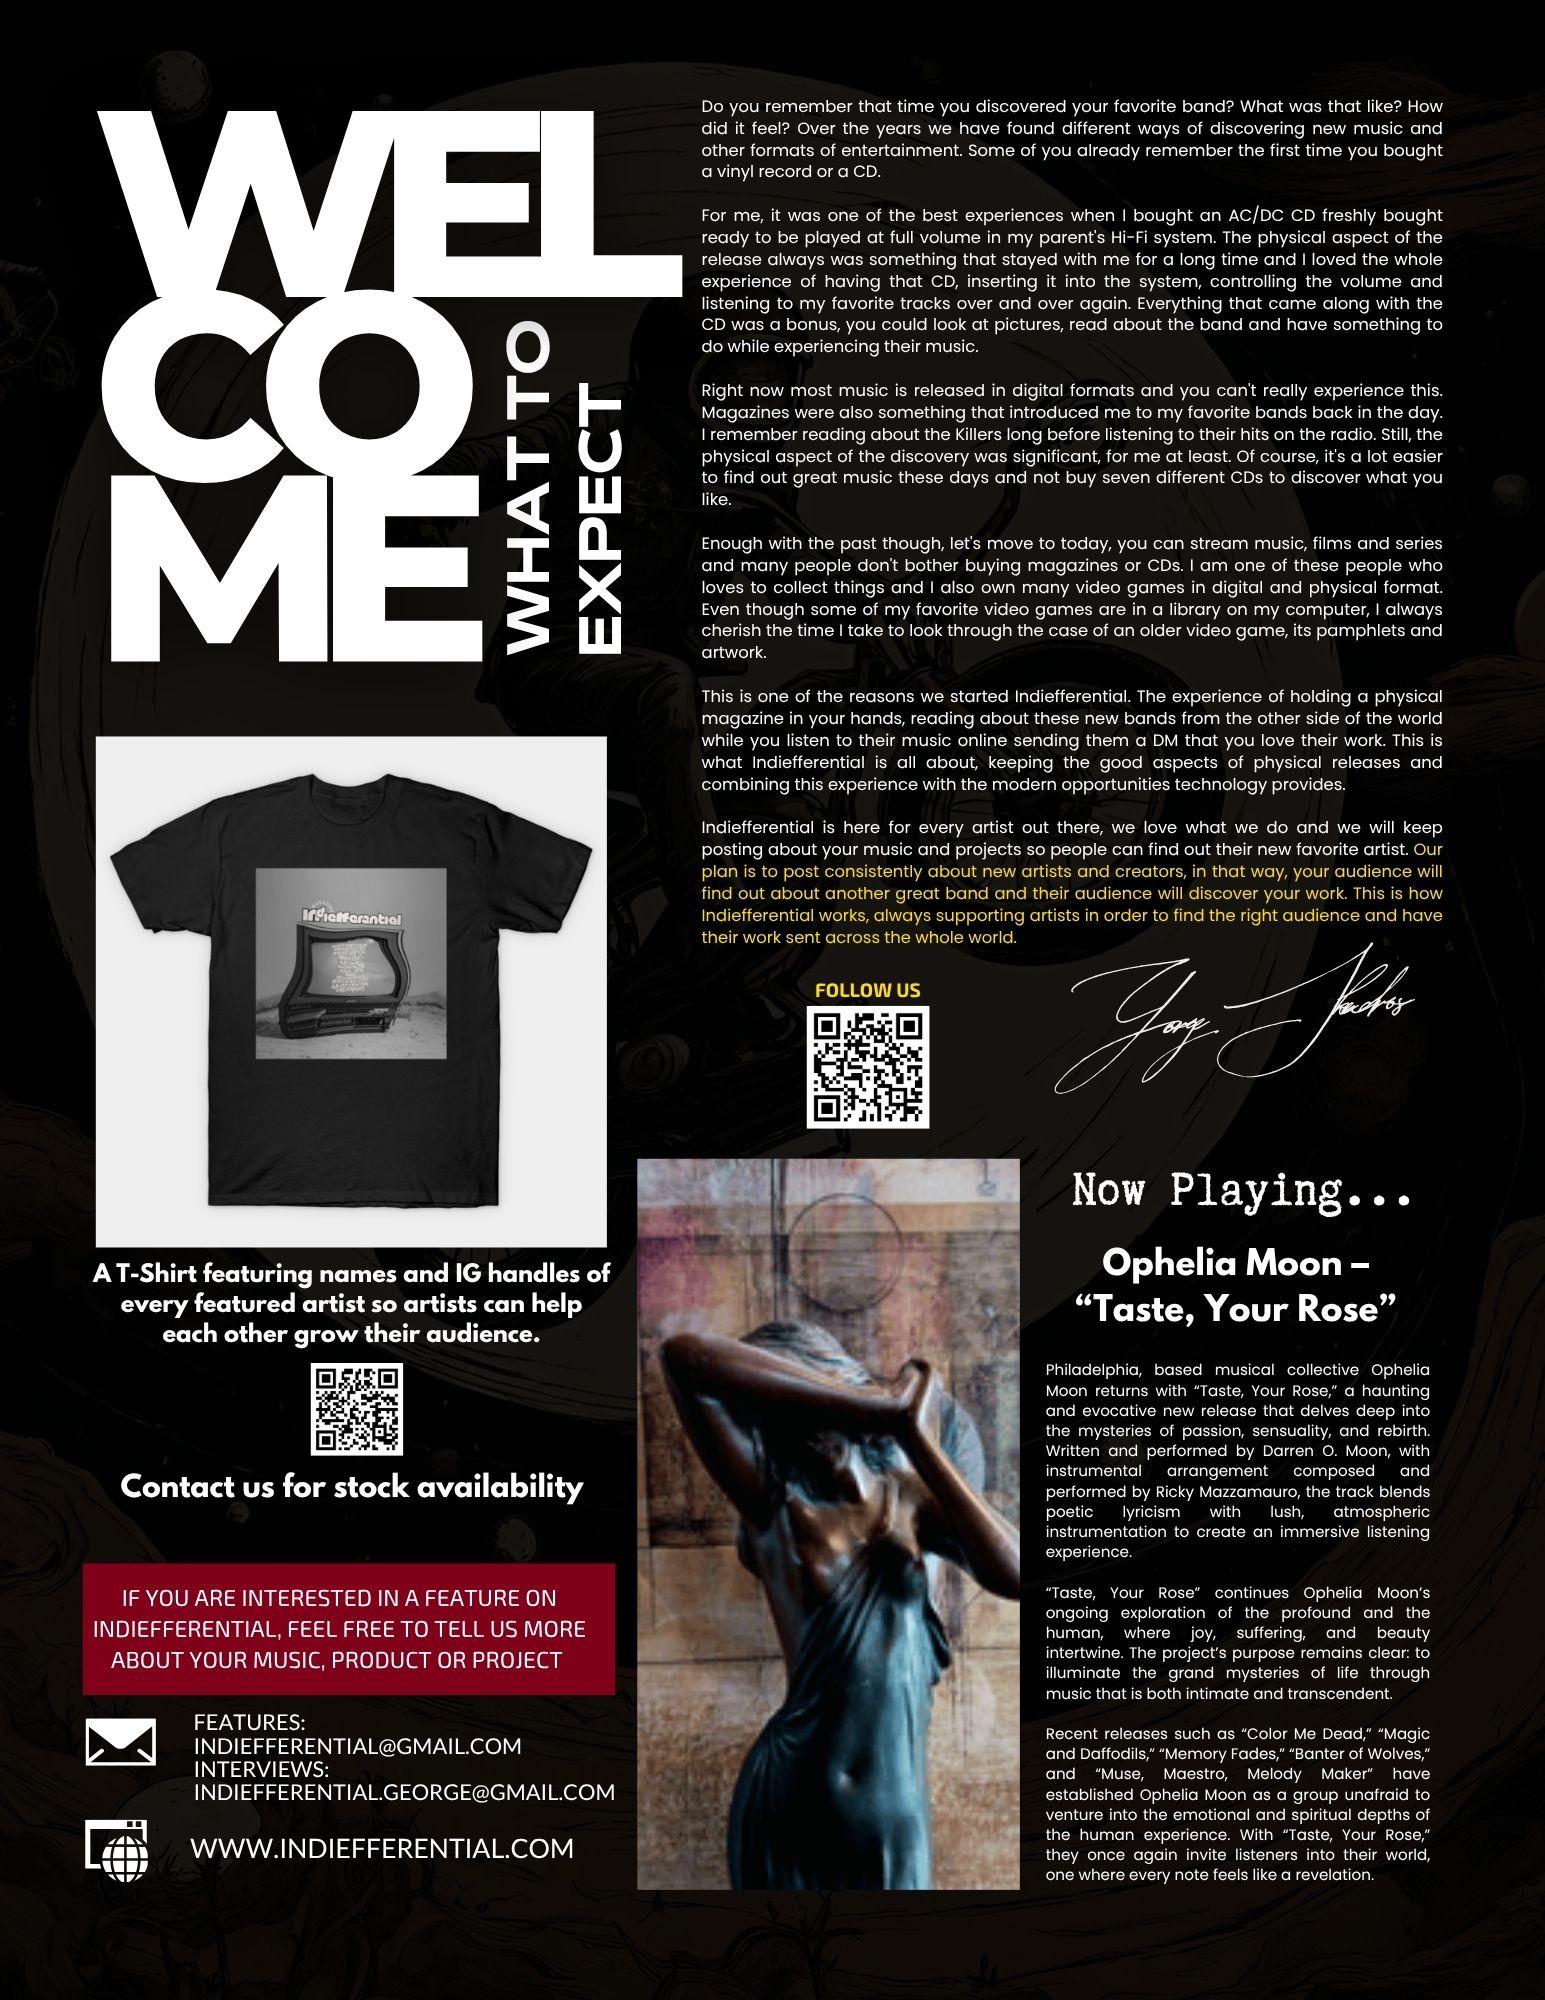 WEL
CO
ME
WHAT TO
EXPECT
Do you remember that time you discovered your favorite band? What was that like? How
did it feel? Over the years we have found different ways of discovering new music and
other formats of entertainment. Some of you already remember the first time you bought
a vinyl record or a CD.
For me, it was one of the best experiences when I bought an AC/DC CD freshly bought
ready to be played at full volume in my parent's Hi-Fi system. The physical aspect of the
release always was something that stayed with me for a long time and I loved the whole
experience of having that CD, inserting it into the system, controlling the volume and
listening to my favorite tracks over and over again. Everything that came along with the
CD was a bonus, you could look at pictures, read about the band and have something to
do while experiencing their music.
Right now most music is released in digital formats and you can't really experience this.
Magazines were also something that introduced me to my favorite bands back in the day.
I remember reading about the Killers long before listening to their hits on the radio. Still, the
physical aspect of the discovery was significant, for me at least. Of course, it's a lot easier
to find out great music these days and not buy seven different CDs to discover what you
like.
Enough with the past though, let's move to today, you can stream music, films and series
and many people don't bother buying magazines or CDs. I am one of these people who
loves to collect things and I also own many video games in digital and physical format.
Even though some of my favorite video games are in a library on my computer, I always
cherish the time I take to look through the case of an older video game, its pamphlets and
artwork.
This is one of the reasons we started Indiefferential. The experience of holding a physical
magazine in your hands, reading about these new bands from the other side of the world
while you listen to their music online sending them a DM that you love their work. This is
what Indiefferential is all about, keeping the good aspects of physical releases and
combining this experience with the modern opportunities technology provides.
Indiefferential is here for every artist out there, we love what we do and we will keep
posting about your music and projects so people can find out their new favorite artist. Our
plan is to post consistently about new artists and creators, in that way, your audience will
find out about another great band and their audience will discover your work. This is how
Indiefferential works, always supporting artists in order to find the right audience and have
their work sent across the whole world.
FOLLOW US
Indiefferential
A T-Shirt featuring names and IG handles of
every featured artist so artists can help
each other grow their audience.
Contact us for stock availability
IF YOU ARE INTERESTED IN A FEATURE ON
INDIEFFERENTIAL, FEEL FREE TO TELL US MORE
ABOUT YOUR MUSIC, PRODUCT OR PROJECT
FEATURES:
INDIEFFERENTIAL@GMAIL.COM
INTERVIEWS:
INDIEFFERENTIAL.GEORGE@GMAIL.COM
WWW.INDIEFFERENTIAL.COM
Now Playing...
Ophelia Moon –
“Taste, Your Rose”
Philadelphia, based musical collective Ophelia
Moon returns with “Taste, Your Rose,” a haunting
and evocative new release that delves deep into
the mysteries of passion, sensuality, and rebirth.
Written and performed by Darren O. Moon, with
instrumental arrangement composed and
performed by Ricky Mazzamauro, the track blends
poetic lyricism with lush, atmospheric
instrumentation to create an immersive listening
experience.
“Taste, Your Rose” continues Ophelia Moon’s
ongoing exploration of the profound and the
human, where joy, suffering, and beauty
intertwine. The project’s purpose remains clear: to
illuminate the grand mysteries of life through
music that is both intimate and transcendent.
Recent releases such as “Color Me Dead,” “Magic
and Daffodils,” “Memory Fades,” “Banter of Wolves,”
and “Muse, Maestro, Melody Maker” have
established Ophelia Moon as a group unafraid to
venture into the emotional and spiritual depths of
the human experience. With “Taste, Your Rose,”
they once again invite listeners into their world,
one where every note feels like a revelation.